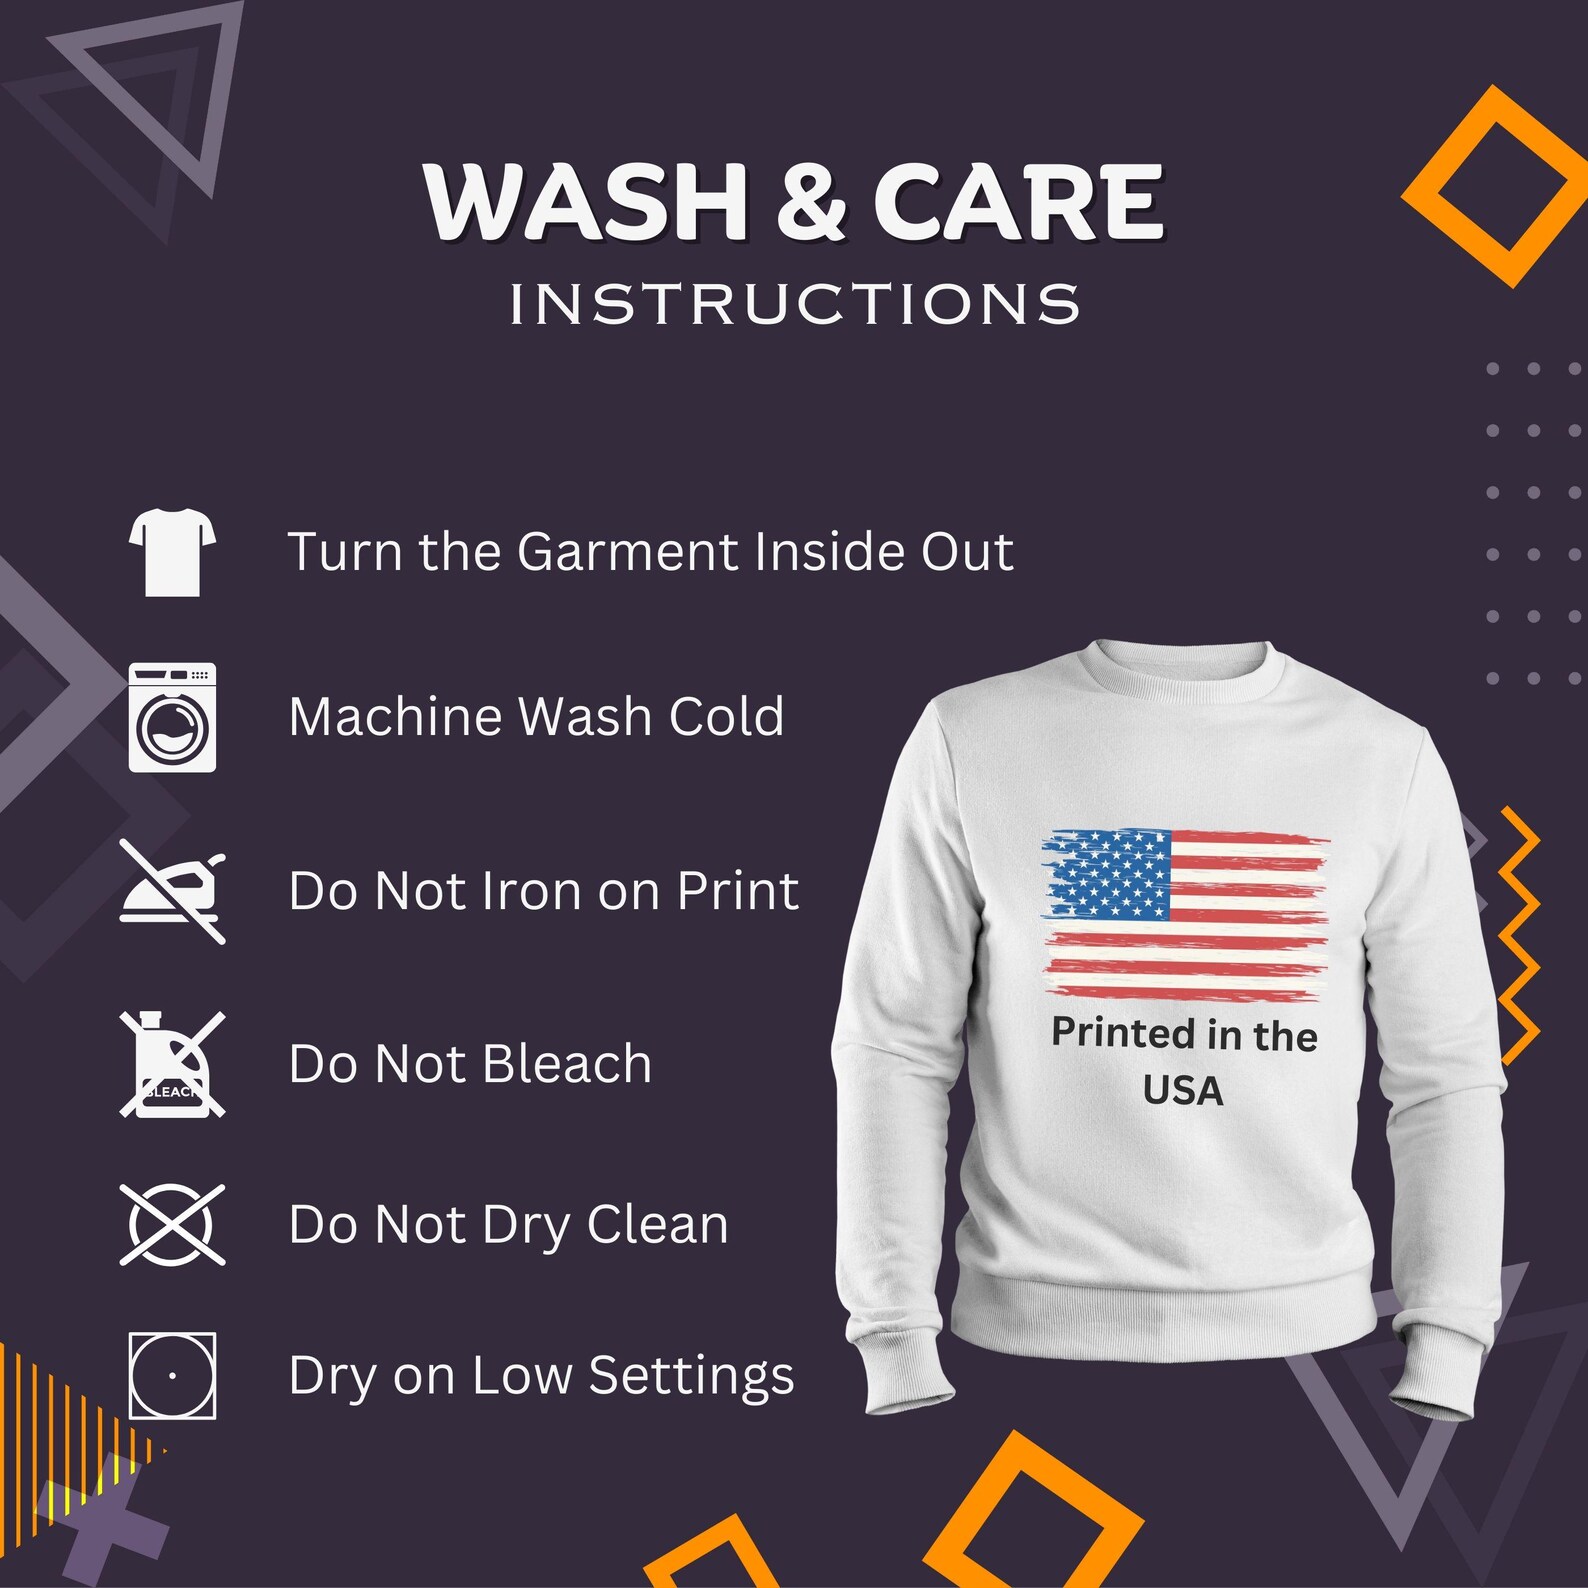 WASH & CARE
INSTRUCTIONS
Turn the Garment Inside Out
Machine Wash Cold
Do Not Iron on Print
Do Not Bleach
BLEACH
Do Not Dry Clean
Dry on Low Settings
Printed in the
USA